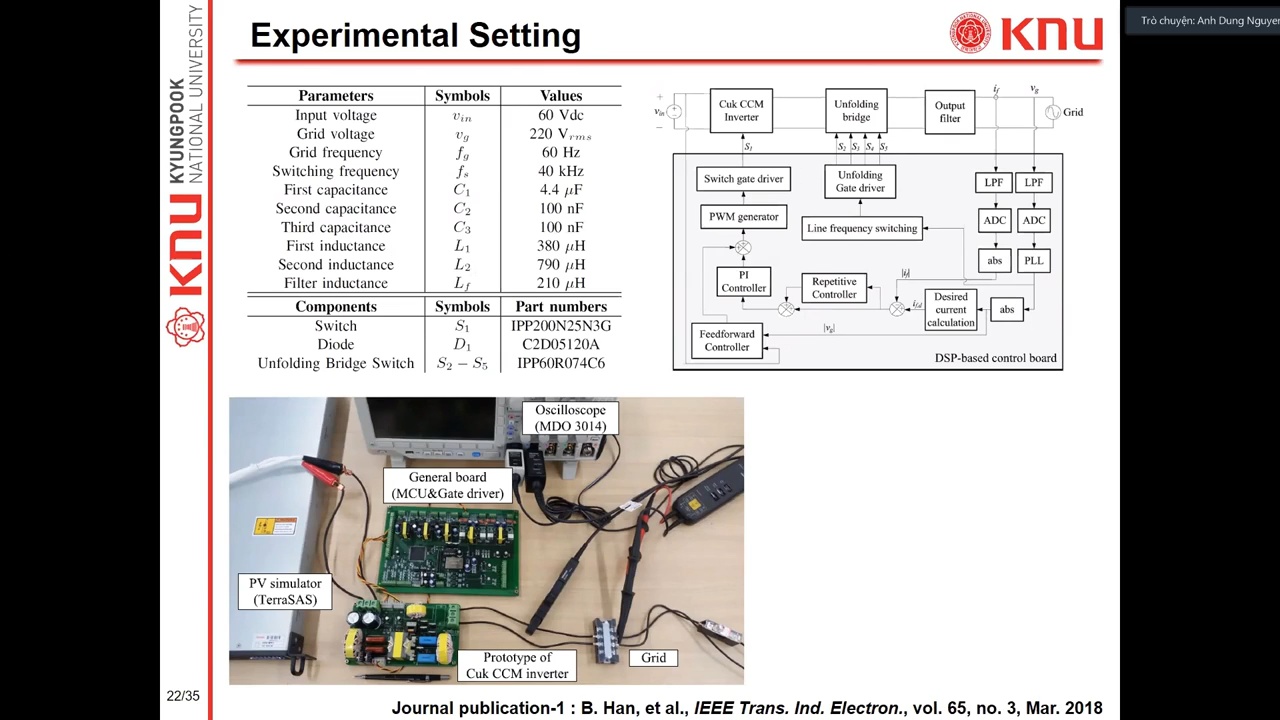 Experimental Setting
KNU
Trò chuyện: Anh Dung Nguyen
KNU KYUNGPOOK
NATIONAL UNIVERSITY
Parameters Symbols Values
Input voltage v_in 60 Vdc
Grid voltage v_g 220 V_rms
Grid frequency f_g 60 Hz
Switching frequency f_s 40 kHz
First capacitance C_1 4.4 μF
Second capacitance C_2 100 nF
Third capacitance C_3 100 nF
First inductance L_1 380 μH
Second inductance L_2 790 μH
Filter inductance L_f 210 μH
Components Symbols Part numbers
Switch S_1 IPP200N25N3G
Diode D_1 C2D05120A
Unfolding Bridge Switch S_2 − S_5 IPP60R074C6
+
v_in
−
Cuk CCM
Inverter
Unfolding
bridge
Output
filter
i_f
v_g
Grid
S_1
S_2 S_3 S_4 S_5
Switch gate driver
Unfolding
Gate driver
LPF LPF
PWM generator
Line frequency switching
ADC ADC
abs PLL
PI
Controller
Repetitive
Controller
|i_f|
i_fd
Desired
current
calculation
abs
Feedforward
Controller
|v_g|
DSP-based control board
Oscilloscope
(MDO 3014)
General board
(MCU&Gate driver)
PV simulator
(TerraSAS)
Prototype of
Cuk CCM inverter
Grid
22/35
Journal publication-1 : B. Han, et al., IEEE Trans. Ind. Electron., vol. 65, no. 3, Mar. 2018